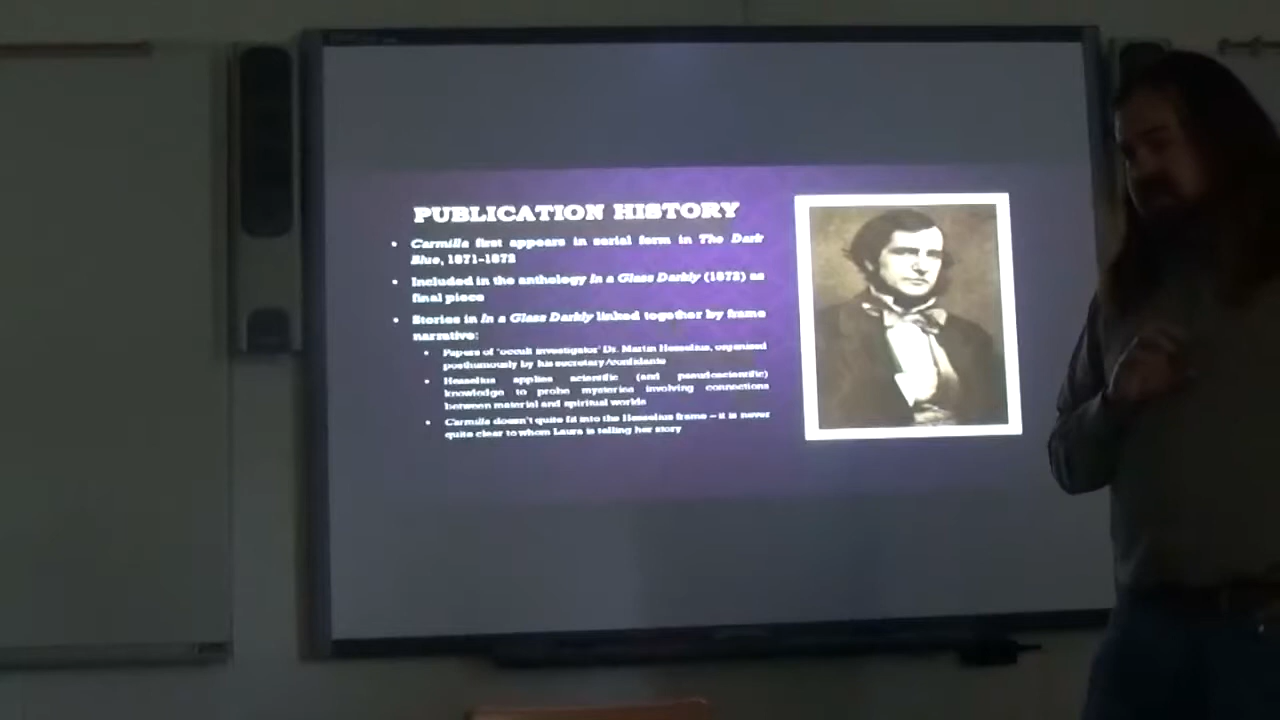 PUBLICATION HISTORY
• Carmilla first appears in serial form in The Dark
Blue, 1871-1872
• Included in the anthology In a Glass Darkly (1872) as
final piece
• Stories in In a Glass Darkly linked together by frame
narrative:
• Papers of 'occult investigator' Dr. Martin Hesselius, organized
posthumously by his secretary/confidante
• Hesselius applies scientific (and pseudoscientific)
knowledge to probe mysteries involving connections
between material and spiritual worlds
• Carmilla doesn't quite fit into the Hesselius frame – it is never
quite clear to whom Laura is telling her story